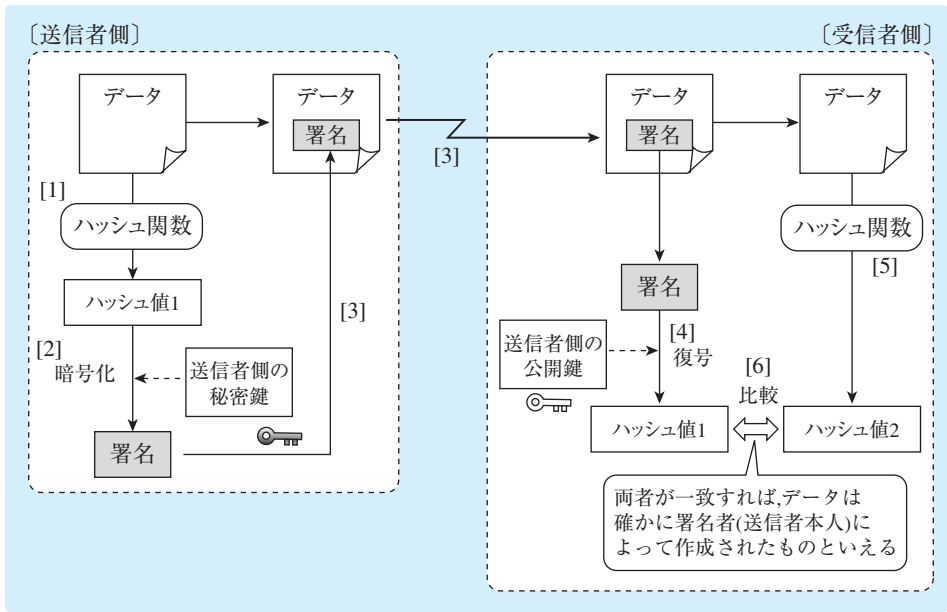 〔送信者側〕
データ
データ
署名
[1]
ハッシュ関数
ハッシュ値1
[2]
暗号化
送信者側の
秘密鍵
署名
[3]
[3]
〔受信者側〕
データ
署名
データ
ハッシュ関数
[5]
署名
[4]
復号
送信者側の
公開鍵
[6]
比較
ハッシュ値1
ハッシュ値2
両者が一致すれば,データは
確かに署名者(送信者本人)に
よって作成されたものといえる